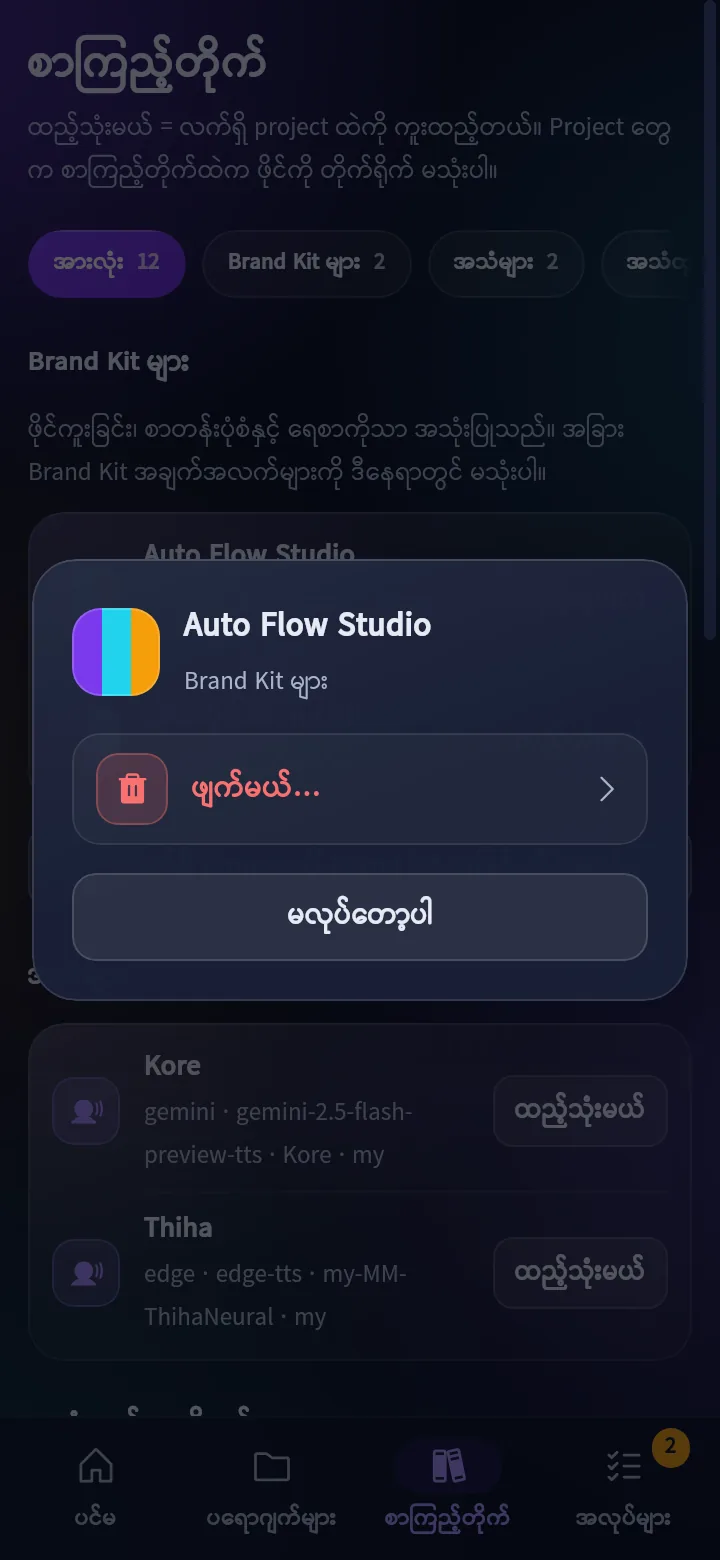 စာကြည့်တိုက်
ထည့်သုံးမယ် = လက်ရှိ project ထဲကို ကူးထည့်တယ်။ Project တွေ
က စာကြည့်တိုက်ထဲက ဖိုင်ကို တိုက်ရိုက် မသုံးပါ။
အားလုံး 12
Brand Kit များ 2
အသံများ 2
Brand Kit များ
ဖိုင်ကူးခြင်း၊ စာတန်းပုံစံနှင့် ရေစာကိုသာ အသုံးပြုသည်။ အခြား
Brand Kit အချက်အလက်များကို ဒီနေရာတွင် မသုံးပါ။
Auto Flow Studio
Auto Flow Studio
Brand Kit များ
ဖျက်မယ်...
မလုပ်တော့ပါ
Kore
gemini · gemini-2.5-flash-
preview-tts · Kore · my
ထည့်သုံးမယ်
Thiha
edge · edge-tts · my-MM-
ThihaNeural · my
ထည့်သုံးမယ်
2
ပင်မ
ပရောဂျက်များ
စာကြည့်တိုက်
အလုပ်များ